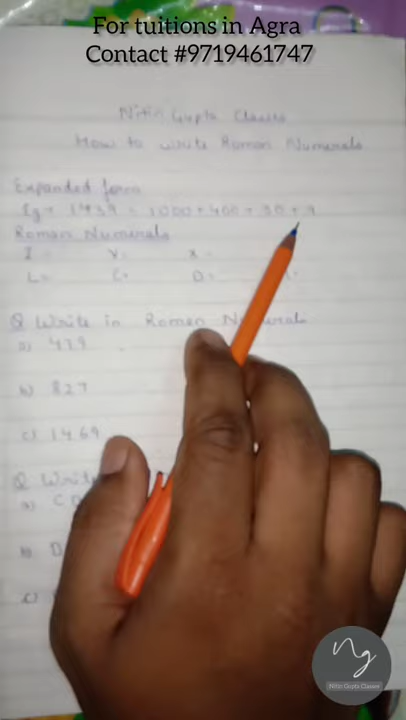 For tuitions in Agra
Contact #9719461747
Nitin Gupta Classes
How to write Roman Numerals
Expanded form
Eg = 1439 = 1000 + 400 + 30 + 9
Roman Numerals
I = V = X =
L = C = D =
Q Write in Roman Numeral
a)
b) 827
c) 1469
Q Write
a) C D
b) D
c)
Ng
Nitin Gupta Classes